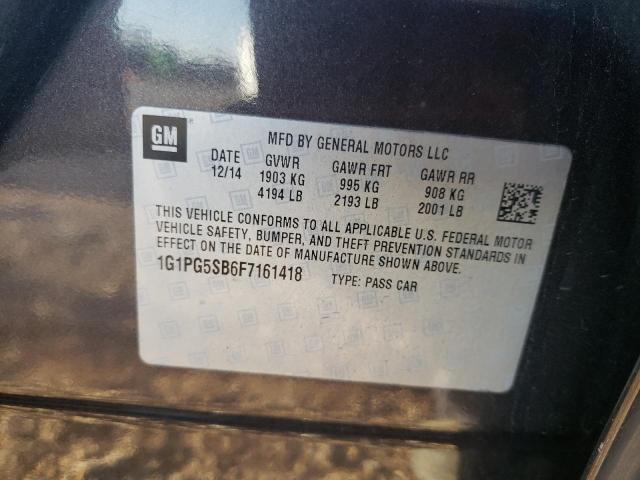 GM
MFD BY GENERAL MOTORS LLC
DATE GVWR GAWR FRT GAWR RR
12/14 1903 KG 995 KG 908 KG
4194 LB 2193 LB 2001 LB
THIS VEHICLE CONFORMS TO ALL APPLICABLE U.S. FEDERAL MOTOR
VEHICLE SAFETY, BUMPER, AND THEFT PREVENTION STANDARDS IN
EFFECT ON THE DATE OF MANUFACTURE SHOWN ABOVE.
1G1PG5SB6F7161418 TYPE: PASS CAR